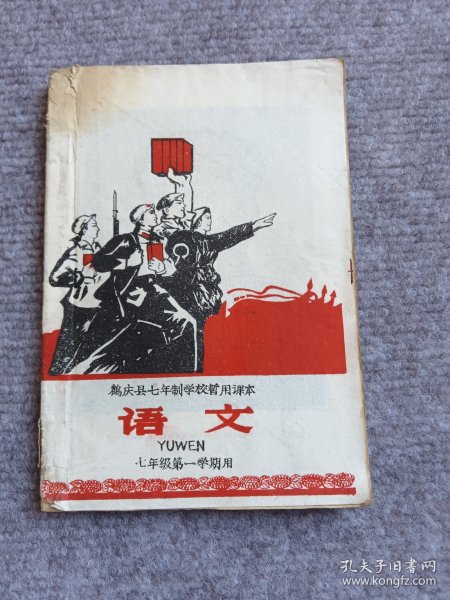 鹤庆县七年制学校暂用课本
语文
YUWEN
七年级第一学期用
孔夫子旧书网
www.kongfz.com